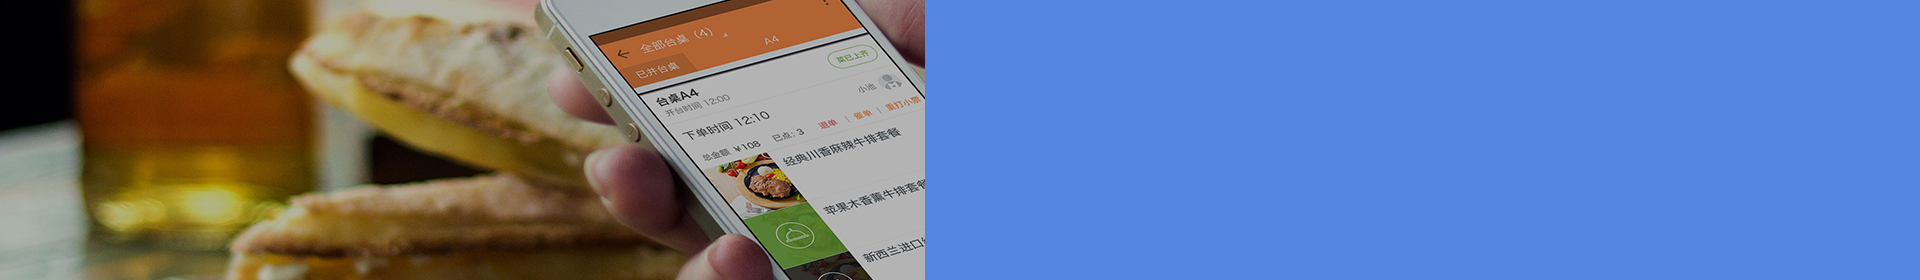 全部台桌（4）
A4
已开台桌
菜已上齐
台桌A4
开台时间 12:00
小池
下单时间 12:10
总金额 ￥108
已点: 3
退单 | 催单 | 重打小票
经典川香麻辣牛排套餐
苹果木香薰牛排套餐
新西兰进口